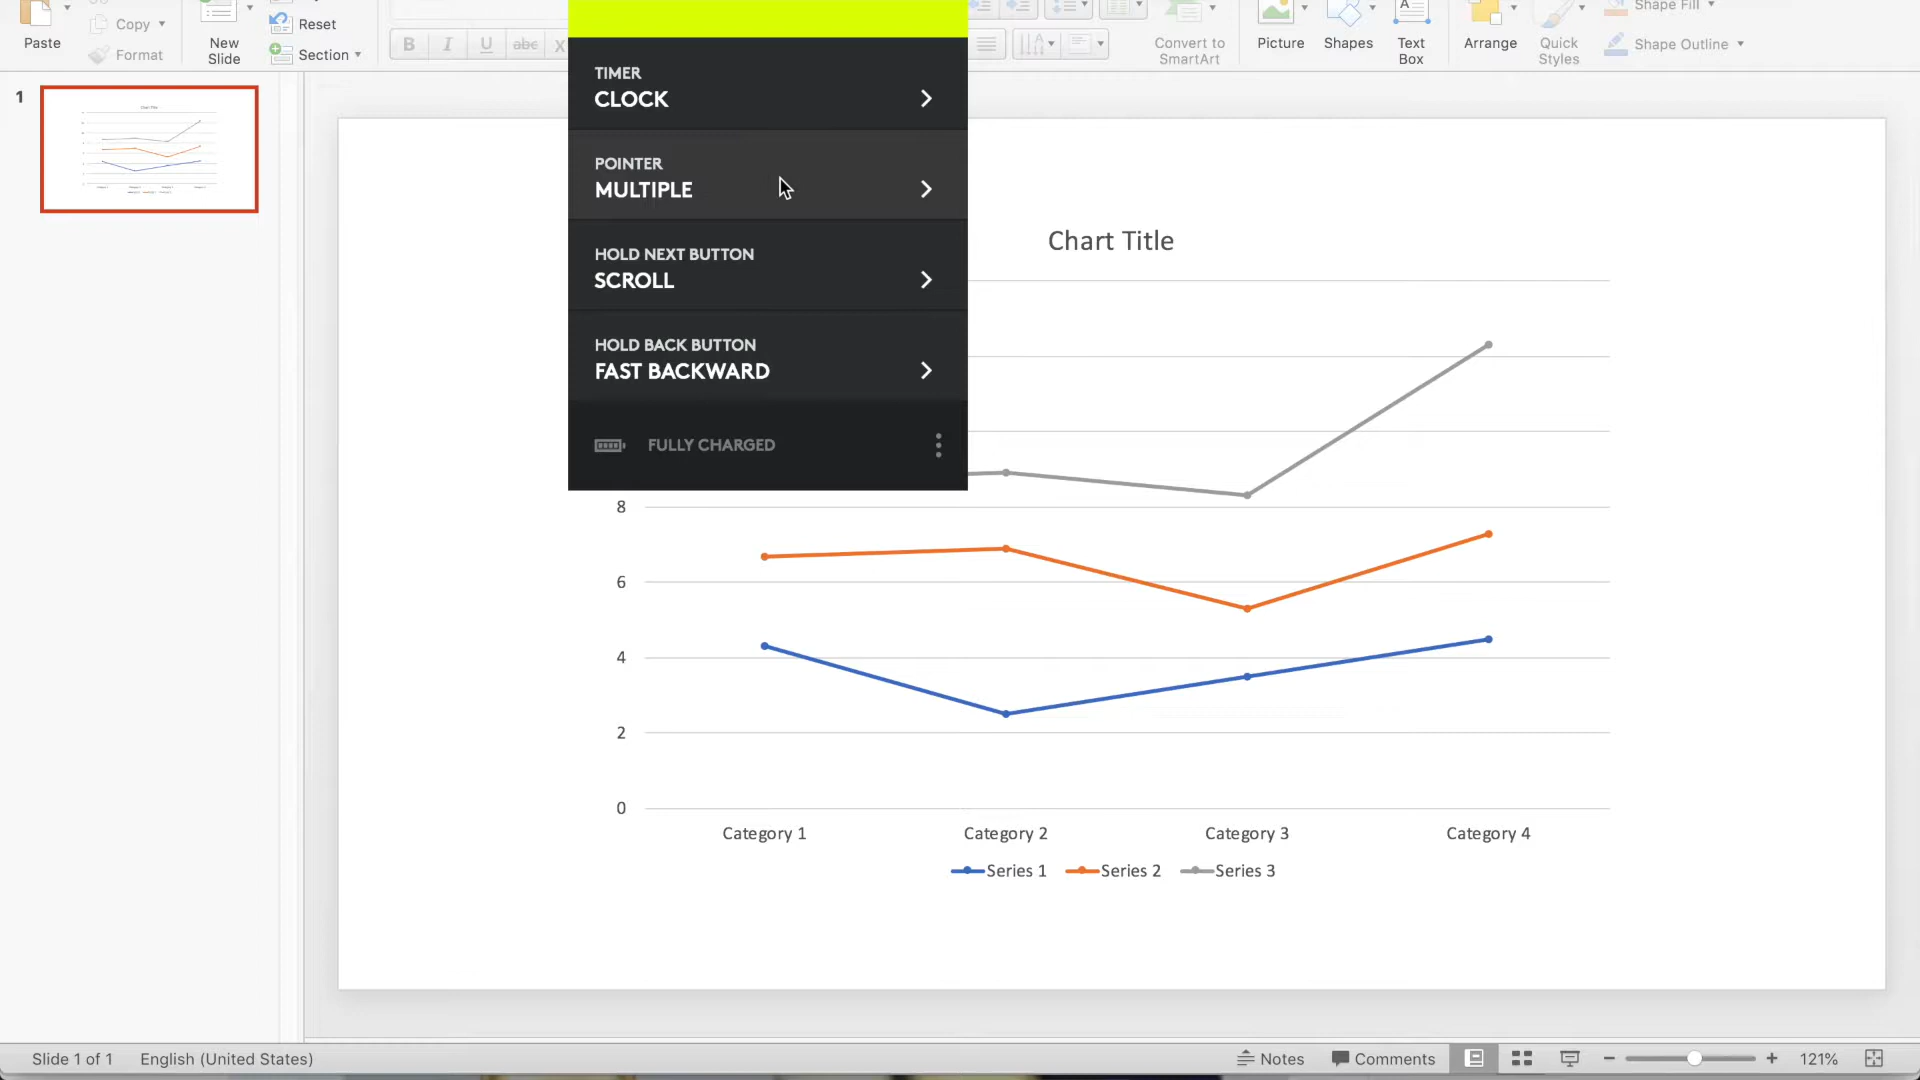 Paste
Copy
Format
New
Slide
Reset
Section
B I U abc X
Convert to
SmartArt
Picture
Shapes
Text
Box
Arrange
Quick
Styles
Shape Fill
Shape Outline
1
TIMER
CLOCK
POINTER
MULTIPLE
HOLD NEXT BUTTON
SCROLL
HOLD BACK BUTTON
FAST BACKWARD
FULLY CHARGED
Chart Title
8
6
4
2
0
Category 1 Category 2 Category 3 Category 4
Series 1 Series 2 Series 3
Slide 1 of 1 English (United States) Notes Comments 121%